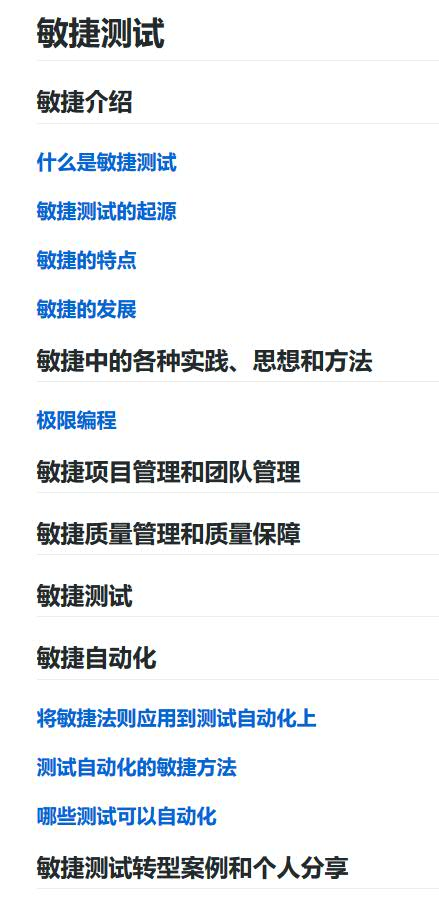 敏捷测试
敏捷介绍
什么是敏捷测试
敏捷测试的起源
敏捷的特点
敏捷的发展
敏捷中的各种实践、思想和方法
极限编程
敏捷项目管理和团队管理
敏捷质量管理和质量保障
敏捷测试
敏捷自动化
将敏捷法则应用到测试自动化上
测试自动化的敏捷方法
哪些测试可以自动化
敏捷测试转型案例和个人分享